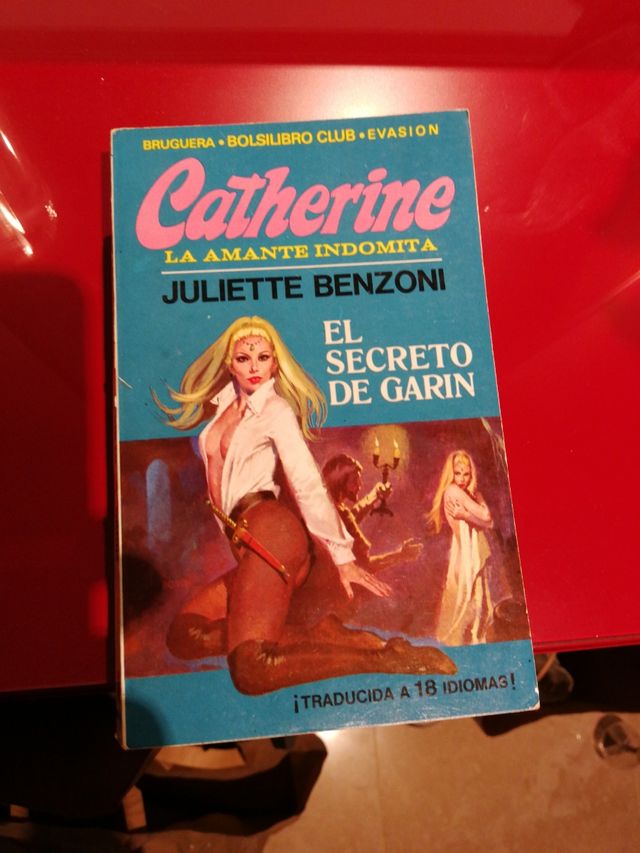 BRUGUERA • BOLSILIBRO CLUB • EVASION
Catherine
LA AMANTE INDOMITA
JULIETTE BENZONI
EL
SECRETO
DE GARIN
¡TRADUCIDA A 18 IDIOMAS!